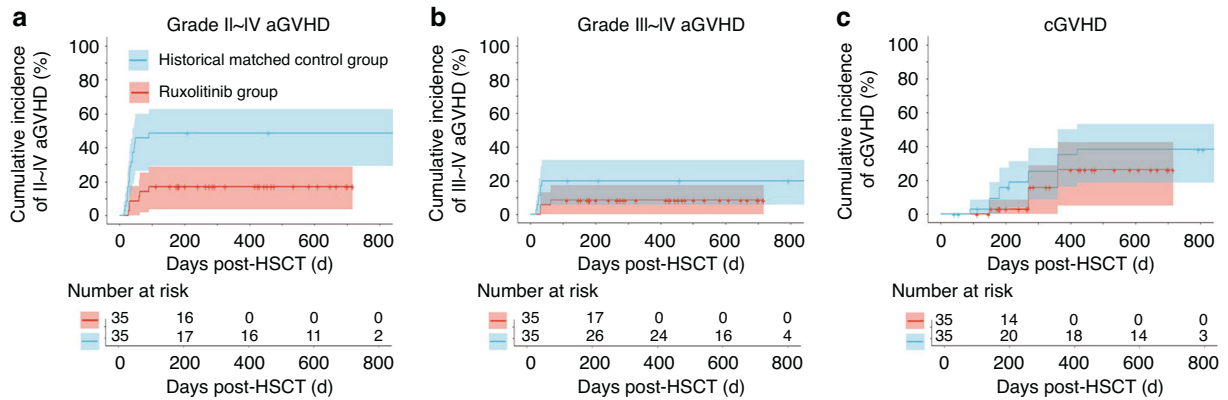 a
Grade II~IV aGVHD
Cumulative incidence
of II~IV aGVHD (%)
100
80
60
40
20
0
Historical matched control group
Ruxolitinib group
0 200 400 600 800
Days post-HSCT (d)
Number at risk
35 16 0 0 0
35 17 16 11 2
0 200 400 600 800
Days post-HSCT (d)
b
Grade III~IV aGVHD
Cumulative incidence
of III~IV aGVHD (%)
100
80
60
40
20
0
0 200 400 600 800
Days post-HSCT (d)
Number at risk
35 17 0 0 0
35 26 24 16 4
0 200 400 600 800
Days post-HSCT (d)
c
cGVHD
Cumulative incidence
of cGVHD (%)
100
80
60
40
20
0
0 200 400 600 800
Days post-HSCT (d)
Number at risk
35 14 0 0 0
35 20 18 14 3
0 200 400 600 800
Days post-HSCT (d)